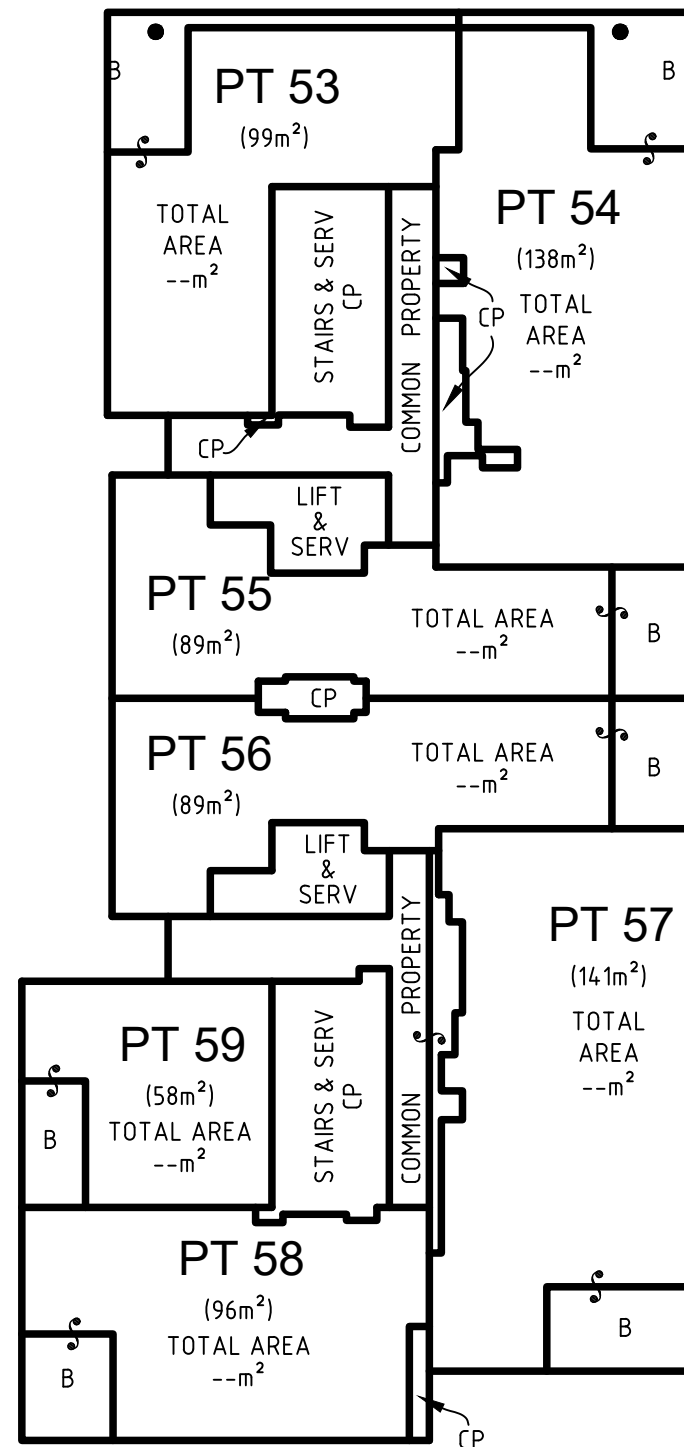 B
PT 53
(99m²)
TOTAL
AREA
--m²
STAIRS & SERV
CP
COMMON PROPERTY
CP
B
PT 54
(138m²)
TOTAL
AREA
--m²
CP
LIFT
&
SERV
PT 55
(89m²)
TOTAL AREA
--m²
B
CP
PT 56
(89m²)
TOTAL AREA
--m²
B
LIFT
&
SERV
COMMON PROPERTY
PT 57
(141m²)
TOTAL
AREA
--m²
B
PT 59
(58m²)
TOTAL AREA
--m²
B
STAIRS & SERV
CP
PT 58
(96m²)
TOTAL AREA
--m²
B
CP